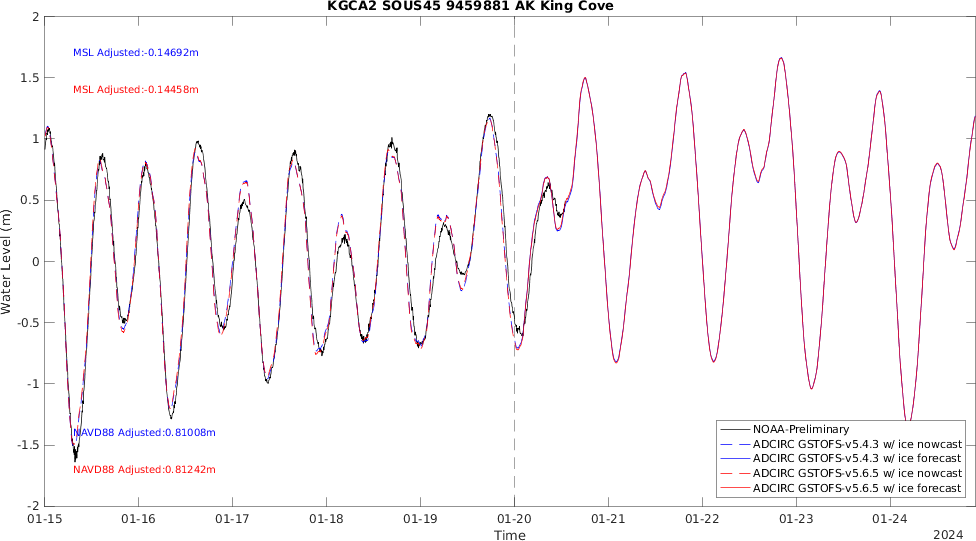 KGCA2 SOUS45 9459881 AK King Cove
MSL Adjusted:-0.14692m
MSL Adjusted:-0.14458m
NAVD88 Adjusted:0.81008m
NAVD88 Adjusted:0.81242m
Water Level (m)
2
1.5
1
0.5
0
-0.5
-1
-1.5
-2
NOAA-Preliminary
ADCIRC GSTOFS-v5.4.3 w/ ice nowcast
ADCIRC GSTOFS-v5.4.3 w/ ice forecast
ADCIRC GSTOFS-v5.6.5 w/ ice nowcast
ADCIRC GSTOFS-v5.6.5 w/ ice forecast
01-15 01-16 01-17 01-18 01-19 01-20 01-21 01-22 01-23 01-24
Time
2024